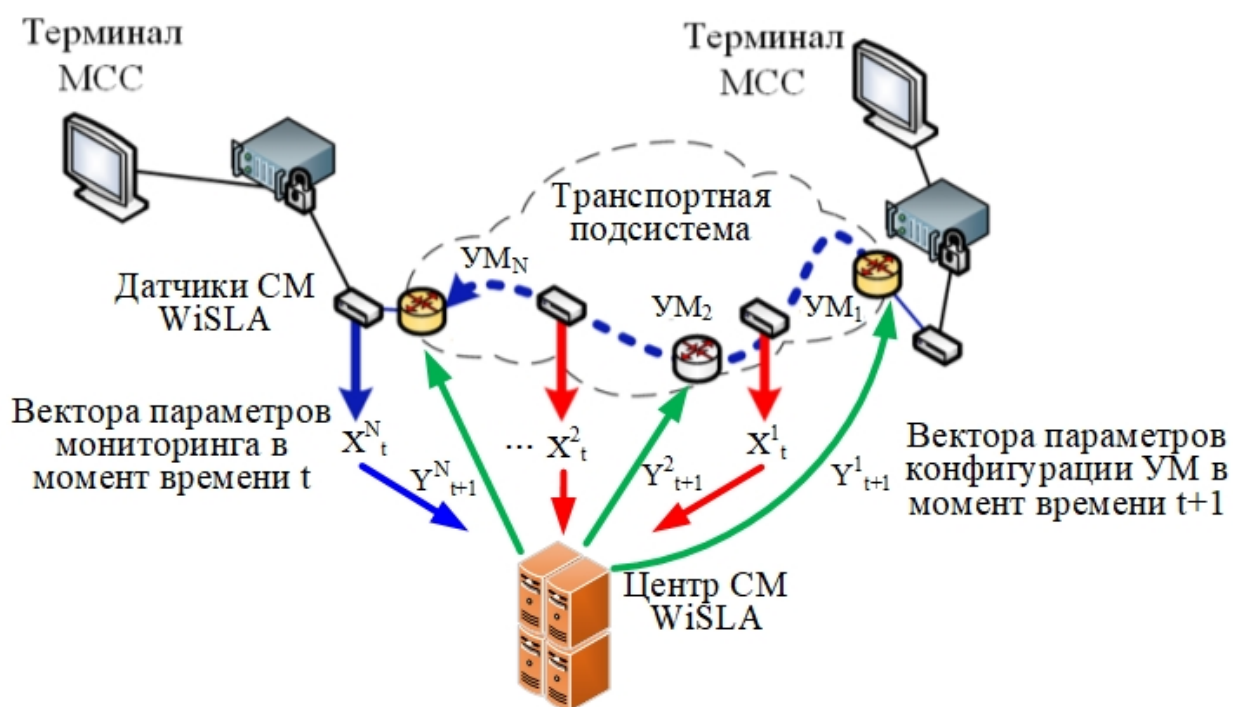 Терминал
МСС
Терминал
МСС
Транспортная
подсистема
УМN
УМ2
УМ1
Датчики СМ
WiSLA
Вектора параметров
мониторинга в
момент времени t
XNt
... X2t
X1t
YNt+1
Y2t+1
Y1t+1
Вектора параметров
конфигурации УМ в
момент времени t+1
Центр СМ
WiSLA